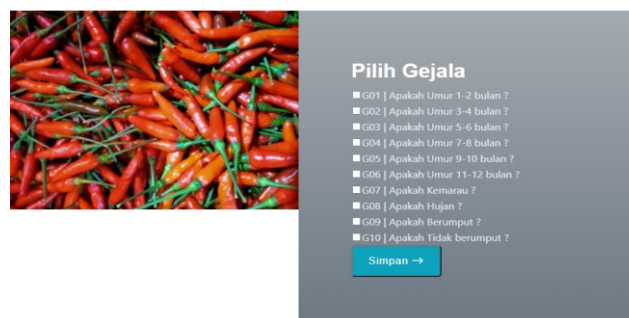 Pilih Gejala
G01 | Apakah Umur 1-2 bulan ?
G02 | Apakah Umur 3-4 bulan ?
G03 | Apakah Umur 5-6 bulan ?
G04 | Apakah Umur 7-8 bulan ?
G05 | Apakah Umur 9-10 bulan ?
G06 | Apakah Umur 11-12 bulan ?
G07 | Apakah Kemarau ?
G08 | Apakah Hujan ?
G09 | Apakah Berumput ?
G10 | Apakah Tidak berumput ?
Simpan →